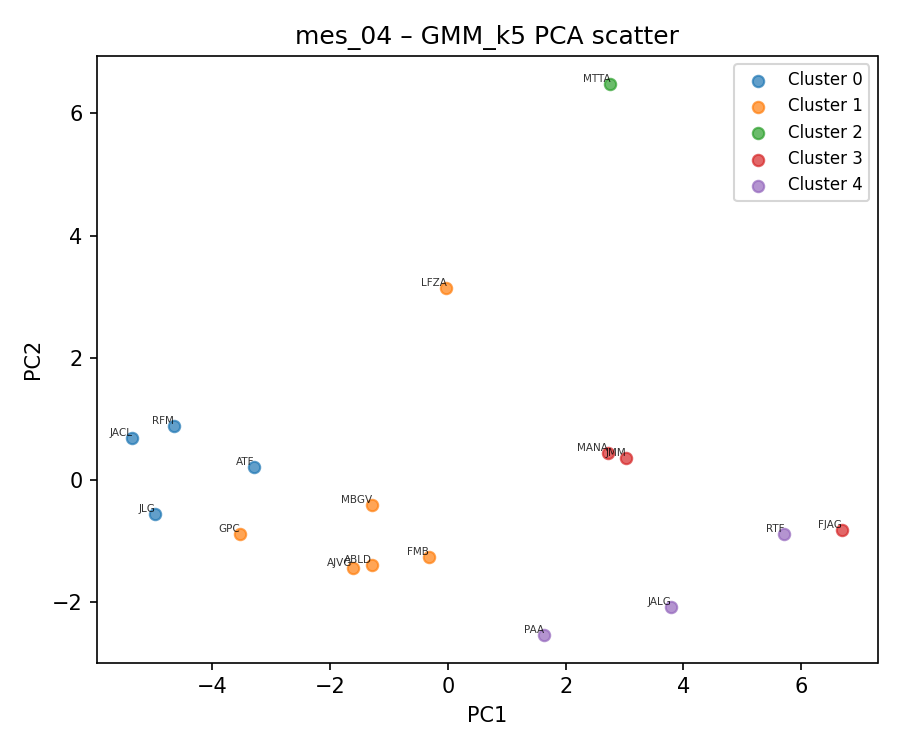 mes_04 – GMM_k5 PCA scatter
MTTA
Cluster 0
Cluster 1
Cluster 2
Cluster 3
Cluster 4
6
4
LFZA
PC2
2
RFM
JACL
MANA
ATF
0
MBGV
JLG
GPC
RTF
FJAG
FMB
ABLD
AJVG
−2
JALG
PAA
−4
−2
0
2
4
6
PC1